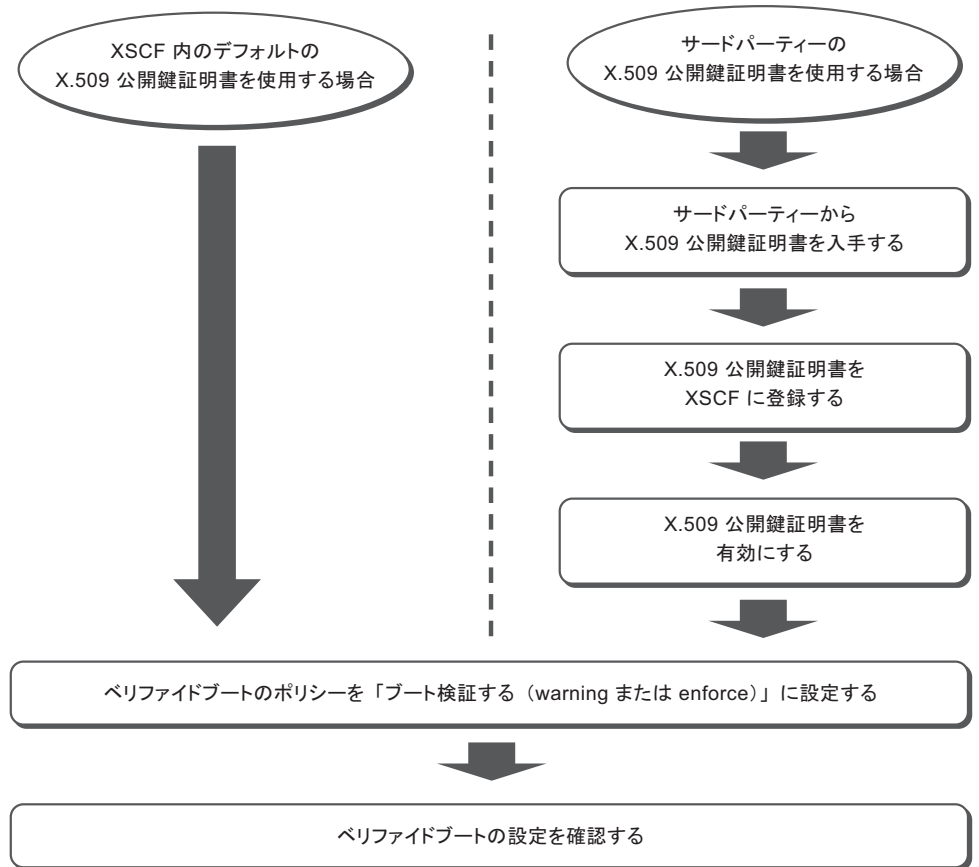 XSCF 内のデフォルトの
X.509 公開鍵証明書を使用する場合
サードパーティーの
X.509 公開鍵証明書を使用する場合
サードパーティーから
X.509 公開鍵証明書を入手する
X.509 公開鍵証明書を
XSCF に登録する
X.509 公開鍵証明書を
有効にする
ベリファイドブートのポリシーを「ブート検証する（warning または enforce）」に設定する
ベリファイドブートの設定を確認する